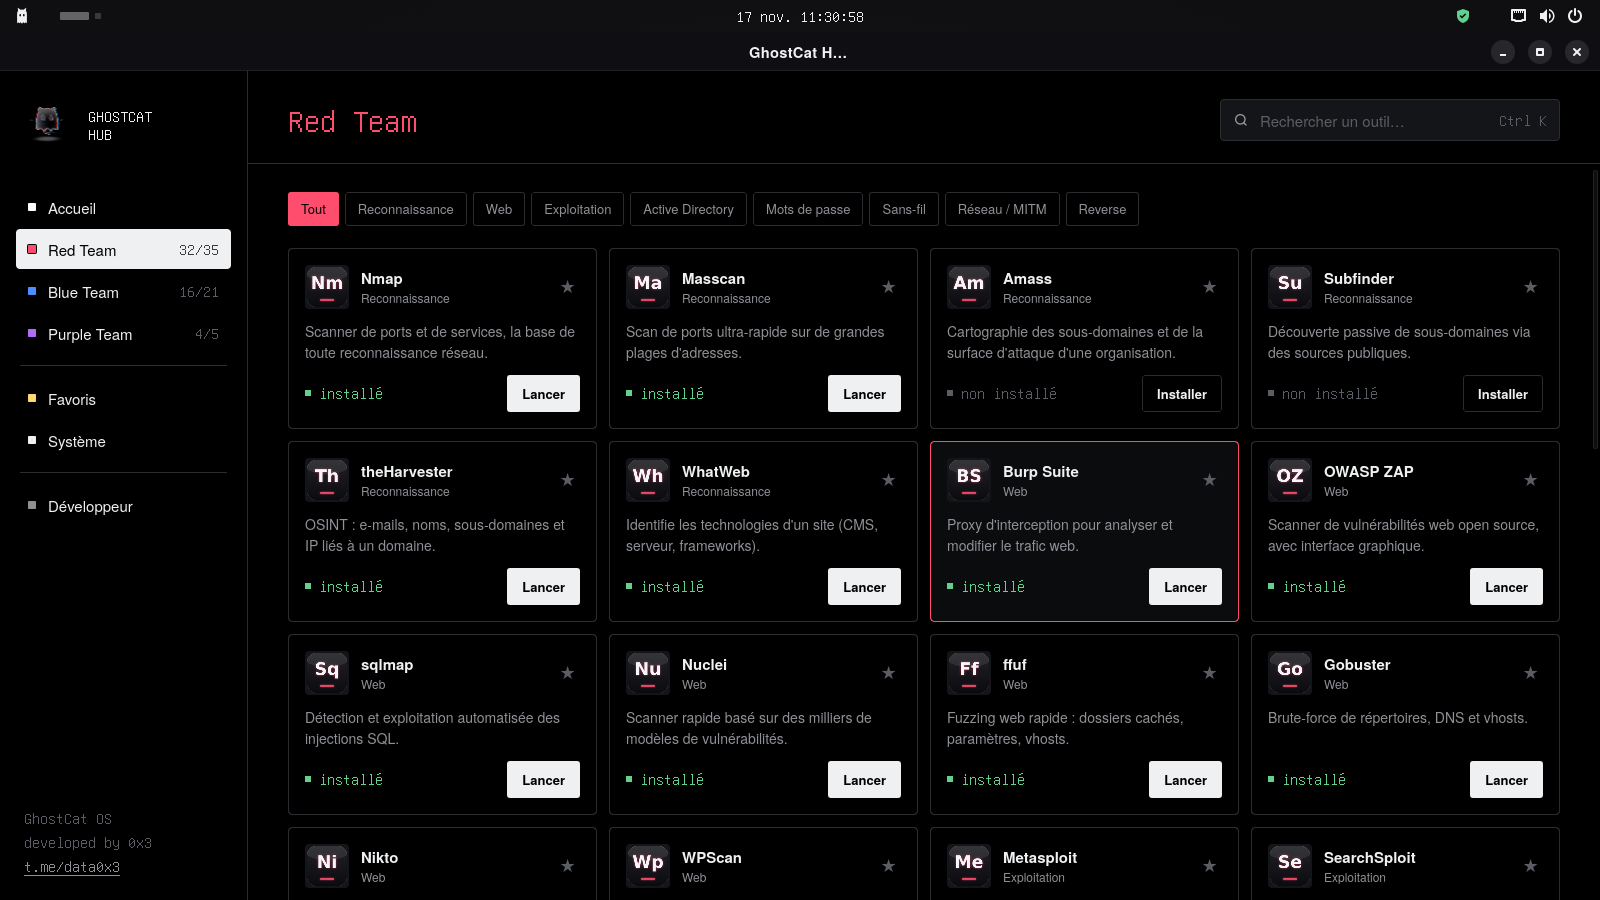 17 nov. 11:30:58
GhostCat H...
GHOSTCAT
HUB
Accueil
Red Team 32/35
Blue Team 16/21
Purple Team 4/5
Favoris
Système
Développeur
GhostCat OS
developed by 0x3
t.me/data0x3
Red Team
Rechercher un outil... Ctrl K
Tout Reconnaissance Web Exploitation Active Directory Mots de passe Sans-fil Réseau / MITM Reverse
Nm
Nmap
Reconnaissance
Scanner de ports et de services, la base de
toute reconnaissance réseau.
installé Lancer
Ma
Masscan
Reconnaissance
Scan de ports ultra-rapide sur de grandes
plages d'adresses.
installé Lancer
Am
Amass
Reconnaissance
Cartographie des sous-domaines et de la
surface d'attaque d'une organisation.
non installé Installer
Su
Subfinder
Reconnaissance
Découverte passive de sous-domaines via
des sources publiques.
non installé Installer
Th
theHarvester
Reconnaissance
OSINT : e-mails, noms, sous-domaines et
IP liés à un domaine.
installé Lancer
Wh
WhatWeb
Reconnaissance
Identifie les technologies d'un site (CMS,
serveur, frameworks).
installé Lancer
BS
Burp Suite
Web
Proxy d'interception pour analyser et
modifier le trafic web.
installé Lancer
OZ
OWASP ZAP
Web
Scanner de vulnérabilités web open source,
avec interface graphique.
installé Lancer
Sq
sqlmap
Web
Détection et exploitation automatisée des
injections SQL.
installé Lancer
Nu
Nuclei
Web
Scanner rapide basé sur des milliers de
modèles de vulnérabilités.
installé Lancer
Ff
ffuf
Web
Fuzzing web rapide : dossiers cachés,
paramètres, vhosts.
installé Lancer
Go
Gobuster
Web
Brute-force de répertoires, DNS et vhosts.
installé Lancer
Ni
Nikto
Web
Wp
WPScan
Web
Me
Metasploit
Exploitation
Se
SearchSploit
Exploitation